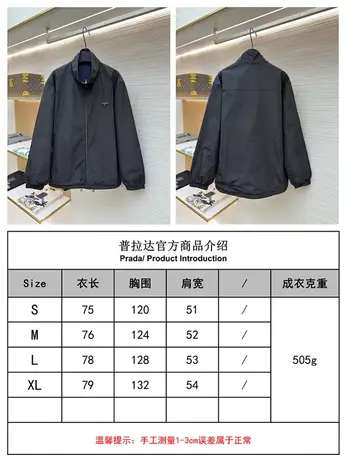 普拉达官方商品介绍
Prada/ Product Introduction
Size 衣长 胸围 肩宽 / 成衣克重
S 75 120 51 /
M 76 124 52 /
L 78 128 53 / 505g
XL 79 132 54 /
/
温馨提示: 手工测量1-3cm误差属于正常